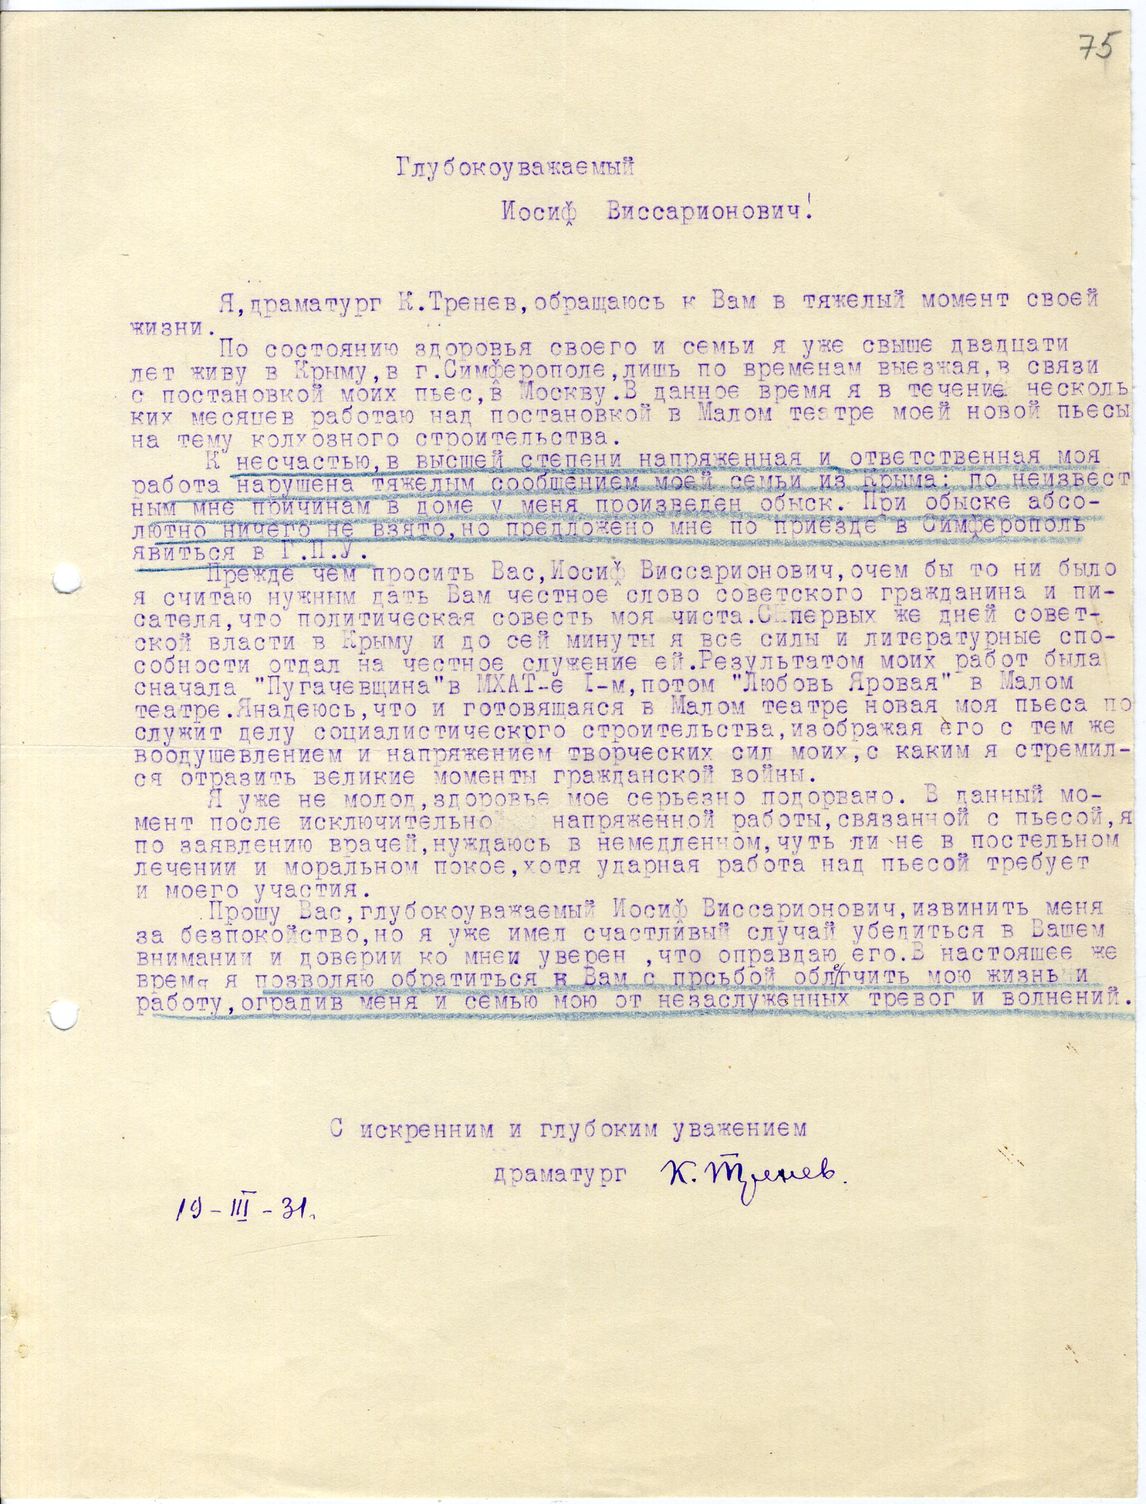 75
Глубокоуважаемый
Иосиф Виссарионович!
Я,драматург К.Тренев,обращаюсь к Вам в тяжелый момент своей
жизни.
По состоянию здоровья своего и семьи я уже свыше двадцати
лет живу в Крыму,в г.Симферополе,лишь по временам выезжая,в связи
с постановкой моих пьес,в Москву.В данное время я в течение несколь-
ких месяцев работаю над постановкой в Малом театре моей новой пьесы
на тему колхозного строительства.
К несчастью,в высшей степени напряженная и ответственная моя
работа нарушена тяжелым сообщением моей семьи из Крыма: по неизвест
ным мне причинам в доме у меня произведен обыск. При обыске абсо-
лютно ничего не взято,но предложено мне по приезде в Симферополь
явиться в Г.П.У.
Прежде чем просить Вас,Иосиф Виссарионович,очем бы то ни было
я считаю нужным дать Вам честное слово советского гражданина и пи-
сателя,что политическая совесть моя чиста.С первых же дней совет-
ской власти в Крыму и до сей минуты я все силы и литературные спо-
собности отдал на честное служение ей.Результатом моих работ была
сначала "Пугачевщина"в МХАТ-е I-м,потом "Любовь Яровая" в Малом
театре.Янадеюсь,что и готовящаяся в Малом театре новая моя пьеса по
служит делу социалистического строительства,изображая его с тем же
воодушевлением и напряжением творческих сил моих,с каким я стремил-
ся отразить великие моменты гражданской войны.
Я уже не молод,здоровье мое серьезно подорвано. В данный мо-
мент после исключительно напряженной работы,связанной с пьесой,я
по заявлению врачей,нуждаюсь в немедленном,чуть ли не в постельном
лечении и моральном покое,хотя ударная работа над пьесой требует
и моего участия.
Прошу Вас,глубокоуважаемый Иосиф Виссарионович,извинить меня
за безпокойство,но я уже имел счастливый случай убедиться в Вашем
внимании и доверии ко мнеи уверен ,что оправдаю его.В настоящее же
время я позволяю обратиться к Вам с прсьбой облегчить мою жизнь и
работу,оградив меня и семью мою от незаслуженных тревог и волнений.
С искренним и глубоким уважением
драматург К. Тренев.
19-III-31.